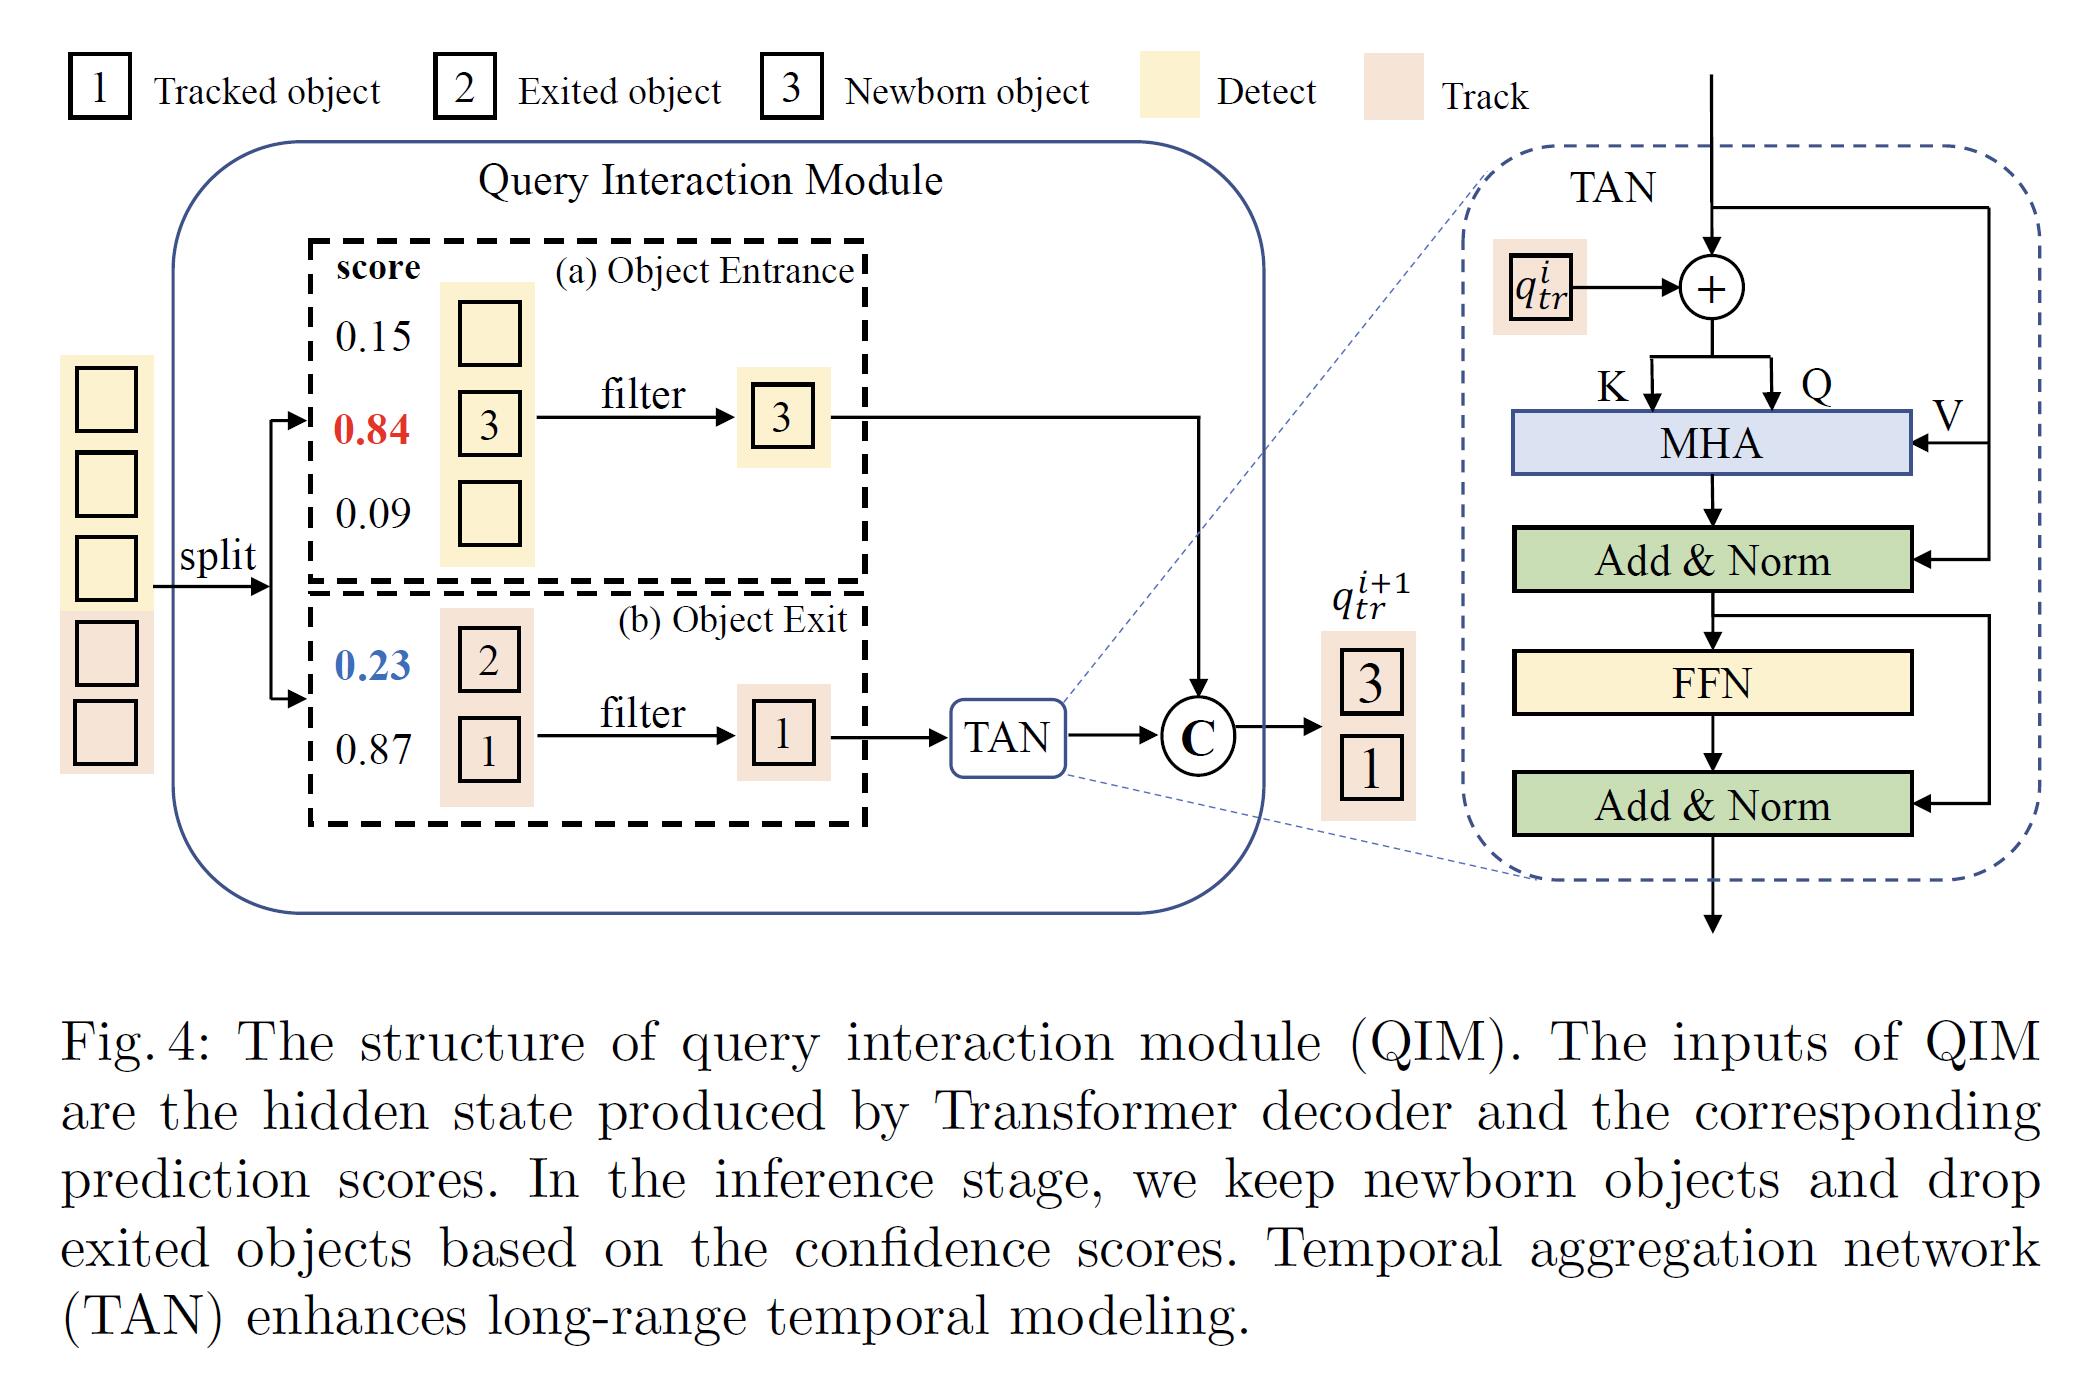 1 Tracked object 2 Exited object 3 Newborn object Detect Track
Query Interaction Module
score (a) Object Entrance
0.15
0.84 3 filter 3
0.09
split
(b) Object Exit
0.23 2
0.87 1 filter 1
TAN
C
q_{tr}^{i+1}
3
1
TAN
q_{tr}^{i} +
K Q
MHA V
Add & Norm
FFN
Add & Norm
Fig. 4: The structure of query interaction module (QIM). The inputs of QIM
are the hidden state produced by Transformer decoder and the corresponding
prediction scores. In the inference stage, we keep newborn objects and drop
exited objects based on the confidence scores. Temporal aggregation network
(TAN) enhances long-range temporal modeling.